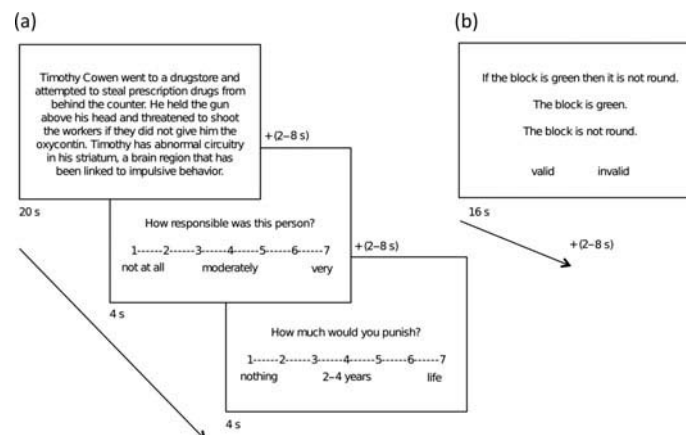 (a)
Timothy Cowen went to a drugstore and
attempted to steal prescription drugs from
behind the counter. He held the gun
above his head and threatened to shoot
the workers if they did not give him the
oxycontin. Timothy has abnormal circuitry
in his striatum, a brain region that has
been linked to impulsive behavior.
+ (2–8 s)
20 s
How responsible was this person?
1------2------3------4------5------6------7
not at all moderately very
+ (2–8 s)
4 s
How much would you punish?
1------2------3------4------5------6------7
nothing 2–4 years life
4 s
(b)
If the block is green then it is not round.
The block is green.
The block is not round.
valid invalid
16 s
+ (2–8 s)